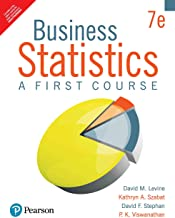 7e
Business
Statistics
A FIRST COURSE
David M. Levine
Kathryn A. Szabat
David F. Stephan
P. K. Viswanathan
Pearson